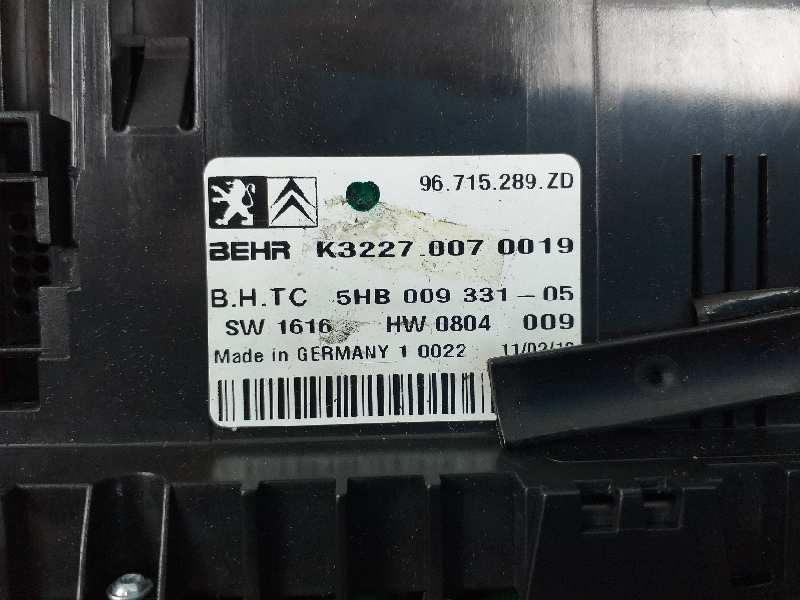 96.715.289.ZD
BEHR K3227.007 0019
B.H.TC 5HB 009 331-05
SW 1616 HW 0804 009
Made in GERMANY 1 0022